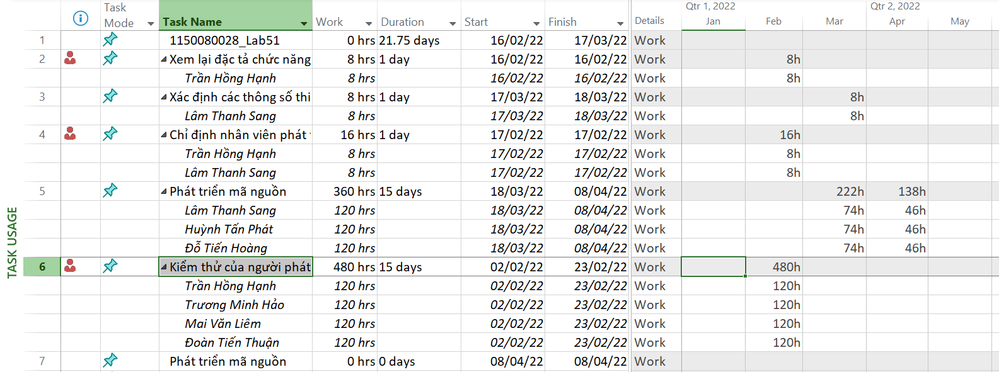 Task Mode Task Name Work Duration Start Finish Details Qtr 1, 2022 Jan Feb Mar Qtr 2, 2022 Apr May
1 1150080028_Lab51 0 hrs 21.75 days 16/02/22 17/03/22 Work
2 Xem lại đặc tả chức năng 8 hrs 1 day 16/02/22 16/02/22 Work 8h
Trần Hồng Hạnh 8 hrs 16/02/22 16/02/22 Work 8h
3 Xác định các thông số thi 8 hrs 1 day 17/03/22 18/03/22 Work 8h
Lâm Thanh Sang 8 hrs 17/03/22 18/03/22 Work 8h
4 Chỉ định nhân viên phát 16 hrs 1 day 17/02/22 17/02/22 Work 16h
Trần Hồng Hạnh 8 hrs 17/02/22 17/02/22 Work 8h
Lâm Thanh Sang 8 hrs 17/02/22 17/02/22 Work 8h
5 Phát triển mã nguồn 360 hrs 15 days 18/03/22 08/04/22 Work 222h 138h
Lâm Thanh Sang 120 hrs 18/03/22 08/04/22 Work 74h 46h
Huỳnh Tấn Phát 120 hrs 18/03/22 08/04/22 Work 74h 46h
Đỗ Tiến Hoàng 120 hrs 18/03/22 08/04/22 Work 74h 46h
6 Kiểm thử của người phát 480 hrs 15 days 02/02/22 23/02/22 Work 480h
Trần Hồng Hạnh 120 hrs 02/02/22 23/02/22 Work 120h
Trương Minh Hảo 120 hrs 02/02/22 23/02/22 Work 120h
Mai Văn Liêm 120 hrs 02/02/22 23/02/22 Work 120h
Đoàn Tiến Thuận 120 hrs 02/02/22 23/02/22 Work 120h
7 Phát triển mã nguồn 0 hrs 0 days 08/04/22 08/04/22 Work
TASK USAGE